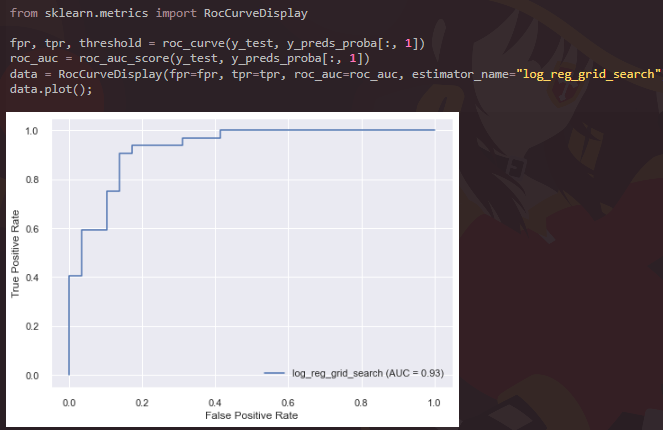 from sklearn.metrics import RocCurveDisplay
fpr, tpr, threshold = roc_curve(y_test, y_preds_proba[:, 1])
roc_auc = roc_auc_score(y_test, y_preds_proba[:, 1])
data = RocCurveDisplay(fpr=fpr, tpr=tpr, roc_auc=roc_auc, estimator_name="log_reg_grid_search"
data.plot();
1.0
0.8
0.6
0.4
0.2
0.0
True Positive Rate
log_reg_grid_search (AUC = 0.93)
0.0 0.2 0.4 0.6 0.8 1.0
False Positive Rate